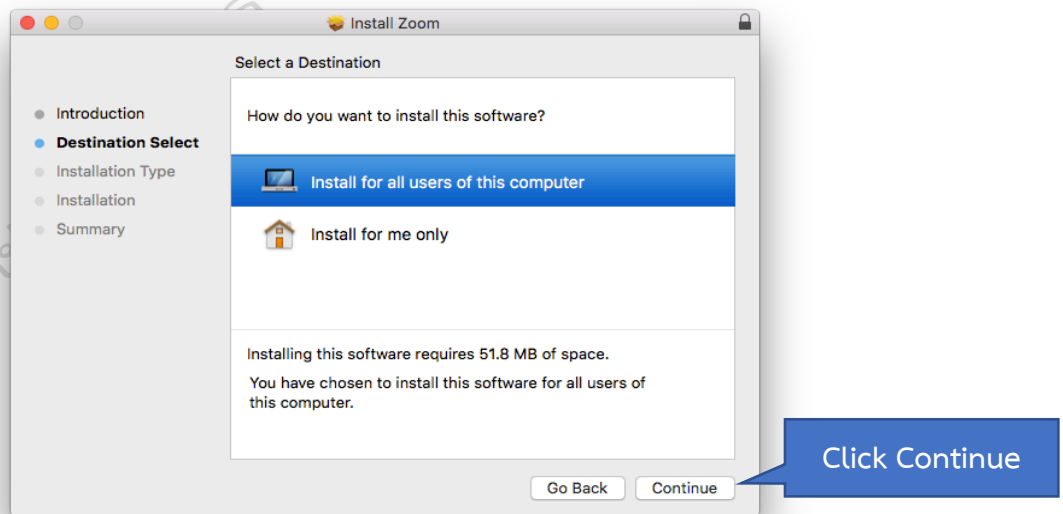 Install Zoom
Select a Destination
Introduction
Destination Select
Installation Type
Installation
Summary
How do you want to install this software?
Install for all users of this computer
Install for me only
Installing this software requires 51.8 MB of space.
You have chosen to install this software for all users of
this computer.
Go Back
Continue
Click Continue